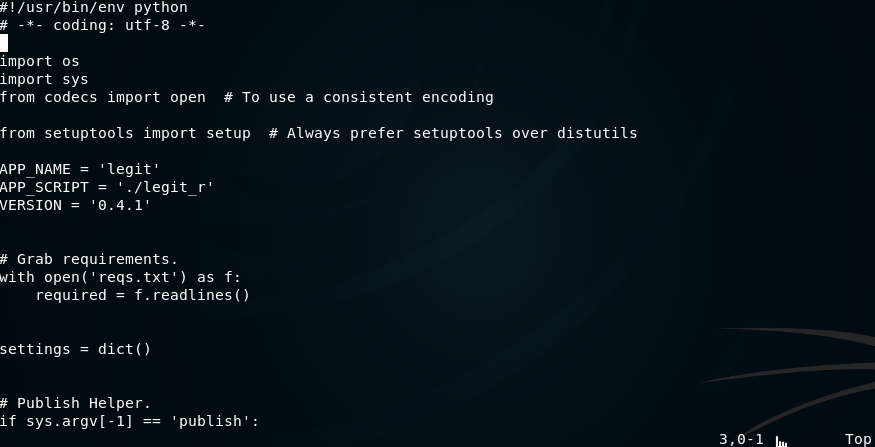 #!/usr/bin/env python
# -*- coding: utf-8 -*-
import os
import sys
from codecs import open  # To use a consistent encoding
from setuptools import setup  # Always prefer setuptools over distutils
APP_NAME = 'legit'
APP_SCRIPT = './legit_r'
VERSION = '0.4.1'
# Grab requirements.
with open('reqs.txt') as f:
    required = f.readlines()
settings = dict()
# Publish Helper.
if sys.argv[-1] == 'publish':
3,0-1 Top